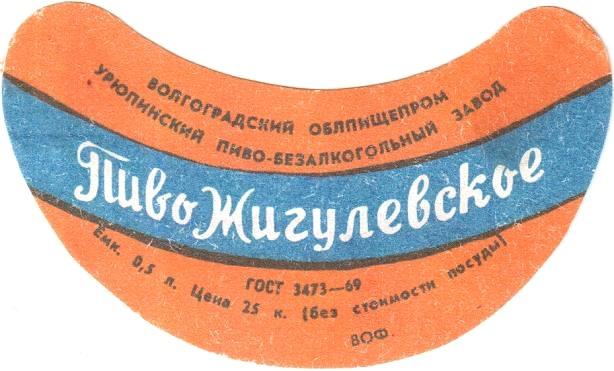 ВОЛГОГРАДСКИЙ ОБЛПИЩЕПРОМ
УРЮПИНСКИЙ ПИВО-БЕЗАЛКОГОЛЬНЫЙ ЗАВОД
Пиво Жигулевское
ГОСТ 3473—69
Емк. 0,5 л. Цена 25 к. (без стоимости посуды)
ВОФ.